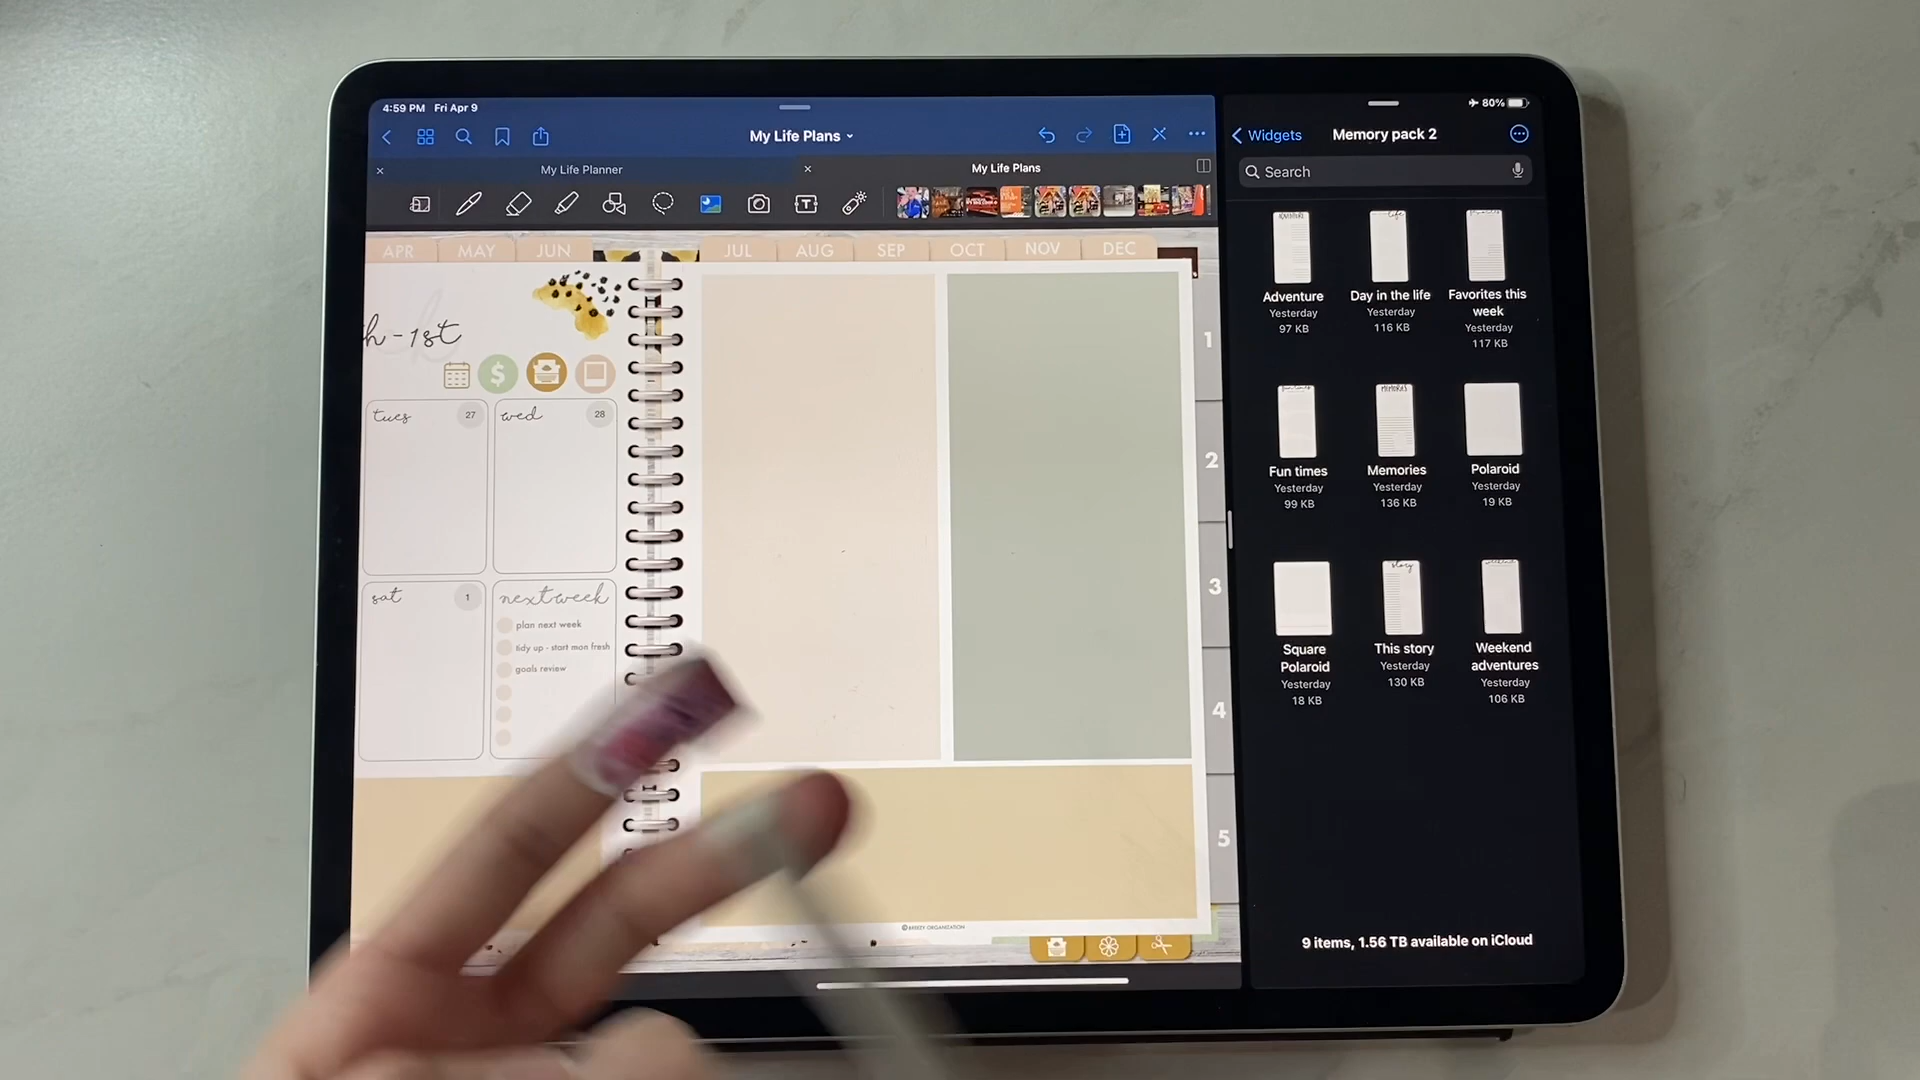 4:59 PM Fri Apr 9
My Life Plans
My Life Planner
My Life Plans
APR MAY JUN JUL AUG SEP OCT NOV DEC
h - 1st
$
tues 27
wed 28
sat 1
next week
plan next week
tidy up - start mon fresh
goals review
1
2
3
4
5
© BREEZY ORGANIZATION
80%
Widgets
Memory pack 2
Search
Adventure
Yesterday
97 KB
Day in the life
Yesterday
116 KB
Favorites this
week
Yesterday
117 KB
Fun times
Yesterday
99 KB
MEMORIES
Memories
Yesterday
136 KB
Polaroid
Yesterday
19 KB
Square
Polaroid
Yesterday
18 KB
story
This story
Yesterday
130 KB
Weekend
adventures
Yesterday
106 KB
9 items, 1.56 TB available on iCloud